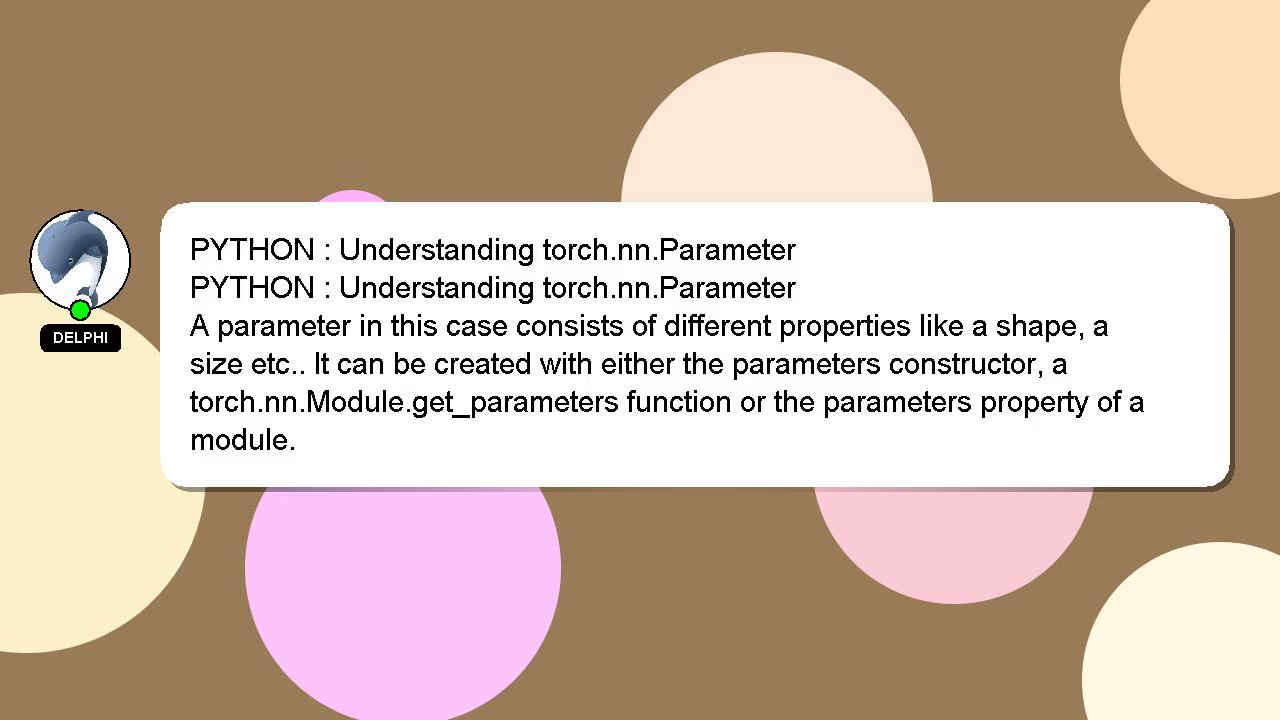 PYTHON : Understanding torch.nn.Parameter
PYTHON : Understanding torch.nn.Parameter
A parameter in this case consists of different properties like a shape, a
size etc.. It can be created with either the parameters constructor, a
torch.nn.Module.get_parameters function or the parameters property of a
module.
DELPHI